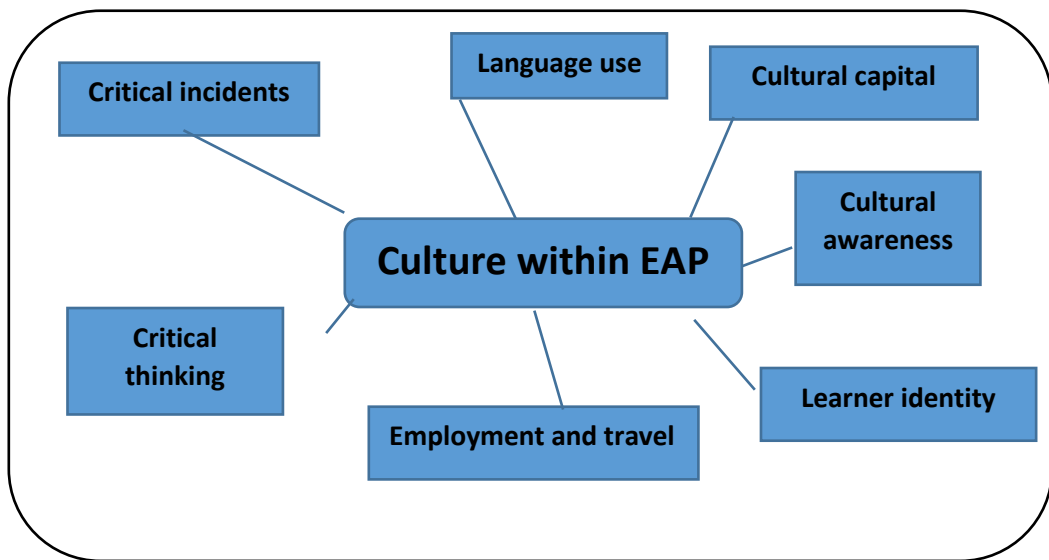 Language use
Cultural capital
Critical incidents
Cultural
awareness
Culture within EAP
Critical
thinking
Learner identity
Employment and travel